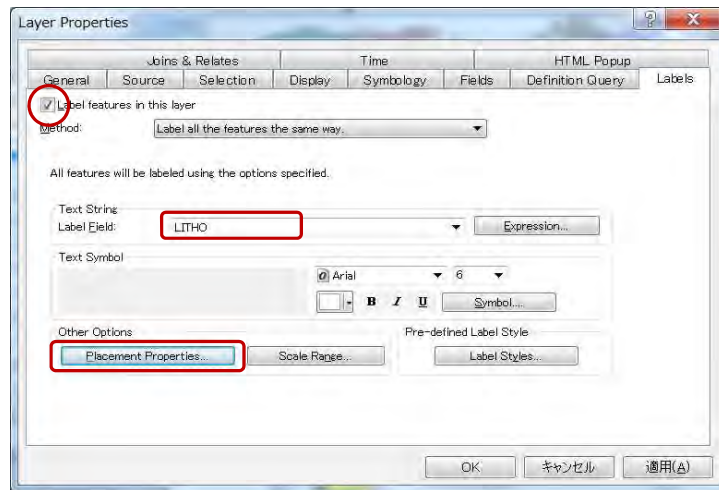 Layer Properties
Joins & Relates Time HTML Popup
General Source Selection Display Symbology Fields Definition Query Labels
Label features in this layer
Method: Label all the features the same way.
All features will be labeled using the options specified.
Text String
Label Field: LITHO Expression...
Text Symbol
Arial 6
B I U Symbol...
Other Options Pre-defined Label Style
Placement Properties... Scale Range... Label Styles...
OK キャンセル 適用(A)